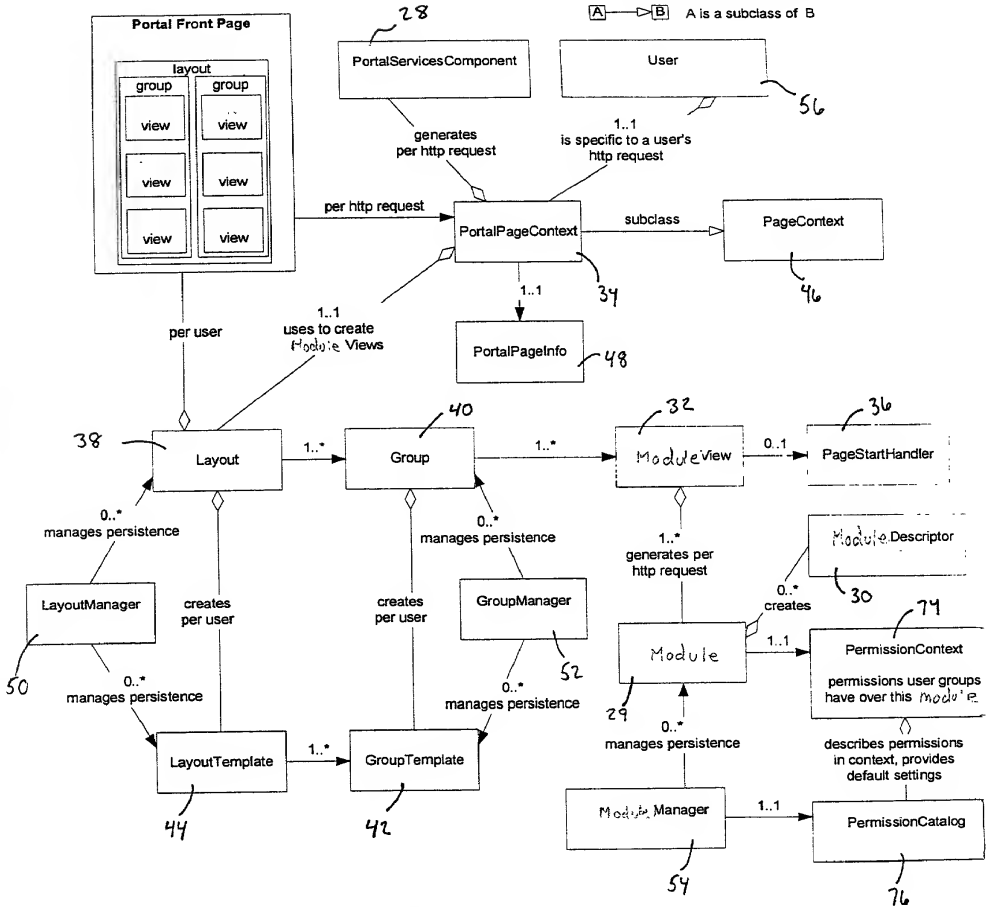 A
B
A is a subclass of B
Portal Front Page
layout
group
group
view
view
view
view
view
view
28
PortalServicesComponent
User
56
generates
per http request
1..1
is specific to a user's
http request
per http request
PortalPageContext
34
subclass
PageContext
46
1..1
PortalPageInfo
48
per user
1..1
uses to create
Module Views
38
Layout
1..*
40
Group
1..*
32
Module View
0..1
36
PageStartHandler
0..*
manages persistence
0..*
manages persistence
1..*
generates per
http request
Module Descriptor
30
0..*
creates
LayoutManager
50
creates
per user
creates
per user
GroupManager
52
Module
29
1..1
74
PermissionContext
permissions user groups
have over this module
0..*
manages persistence
0..*
manages persistence
0..*
manages persistence
describes permissions
in context, provides
default settings
LayoutTemplate
44
1..*
GroupTemplate
42
Module Manager
54
1..1
PermissionCatalog
76